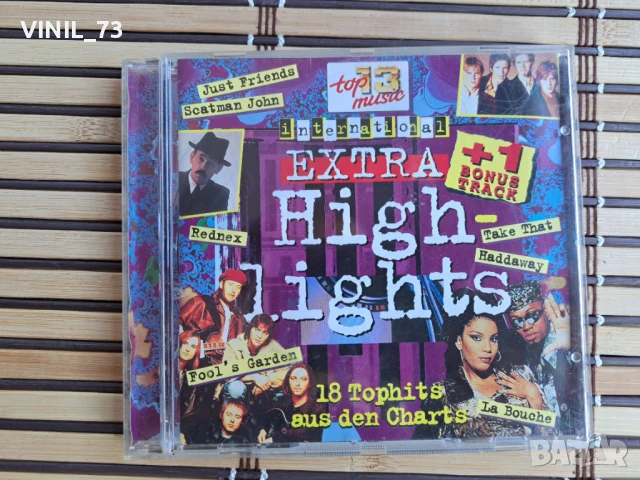 VINIL_73
Just Friends
Scatman John
top 13
music
international
EXTRA
+1
BONUS
TRACK
High-
lights
Rednex
Take That
Haddaway
Fool's Garden
18 Tophits
aus den Charts
La Bouche
BAZAR